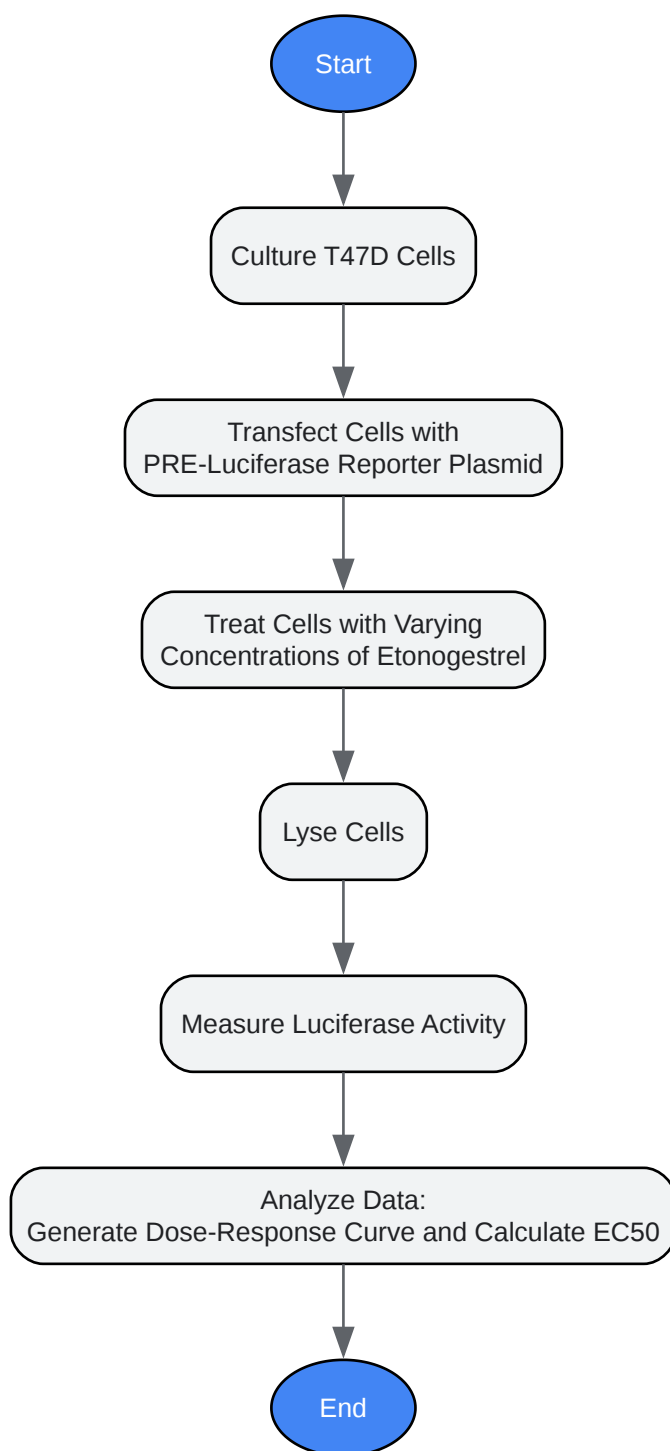 Start
Culture T47D Cells
Transfect Cells with
PRE-Luciferase Reporter Plasmid
Treat Cells with Varying
Concentrations of Etonogestrel
Lyse Cells
Measure Luciferase Activity
Analyze Data:
Generate Dose-Response Curve and Calculate EC50
End